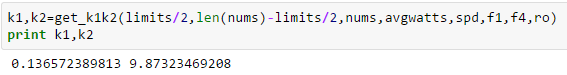 k1,k2=get_k1k2(limits/2,len(nums)-limits/2,nums,avgwatts,spd,f1,f4,ro)
print k1,k2
0.136572389813 9.87323469208